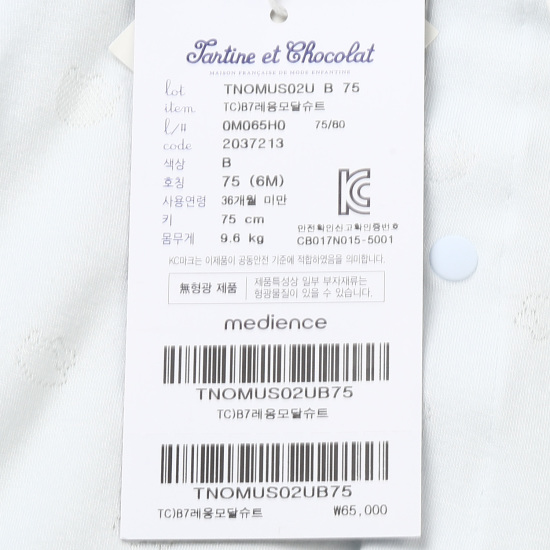 Tartine et Chocolat
MAISON FRANÇAISE DE MODE ENFANTINE
lot TNOMUS02U B 75
item TC)B7레용모달슈트
l/# 0M065H0 75/80
code 2037213
색상 B
호칭 75 (6M)
사용연령 36개월 미만
키 75 cm
몸무게 9.6 kg
안전확인신고확인증번호
CB017N015-5001
KC마크는 이제품이 공통안전 기준에 적합하였음을 의미합니다.
無형광 제품
제품특성상 일부 부자재류는
형광물질이 있을 수 있습니다.
medience
TNOMUS02UB75
TC)B7레용모달슈트
TNOMUS02UB75
TC)B7레용모달슈트 ₩65,000